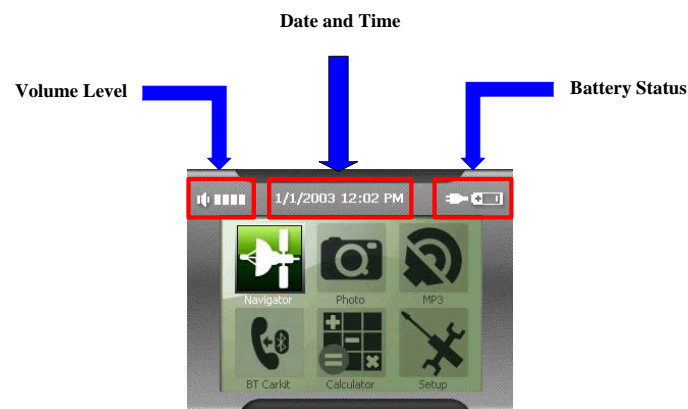 Date and Time
Volume Level
Battery Status
1/1/2003 12:02 PM
Navigator
Photo
MP3
BT Carkit
Calculator
Setup